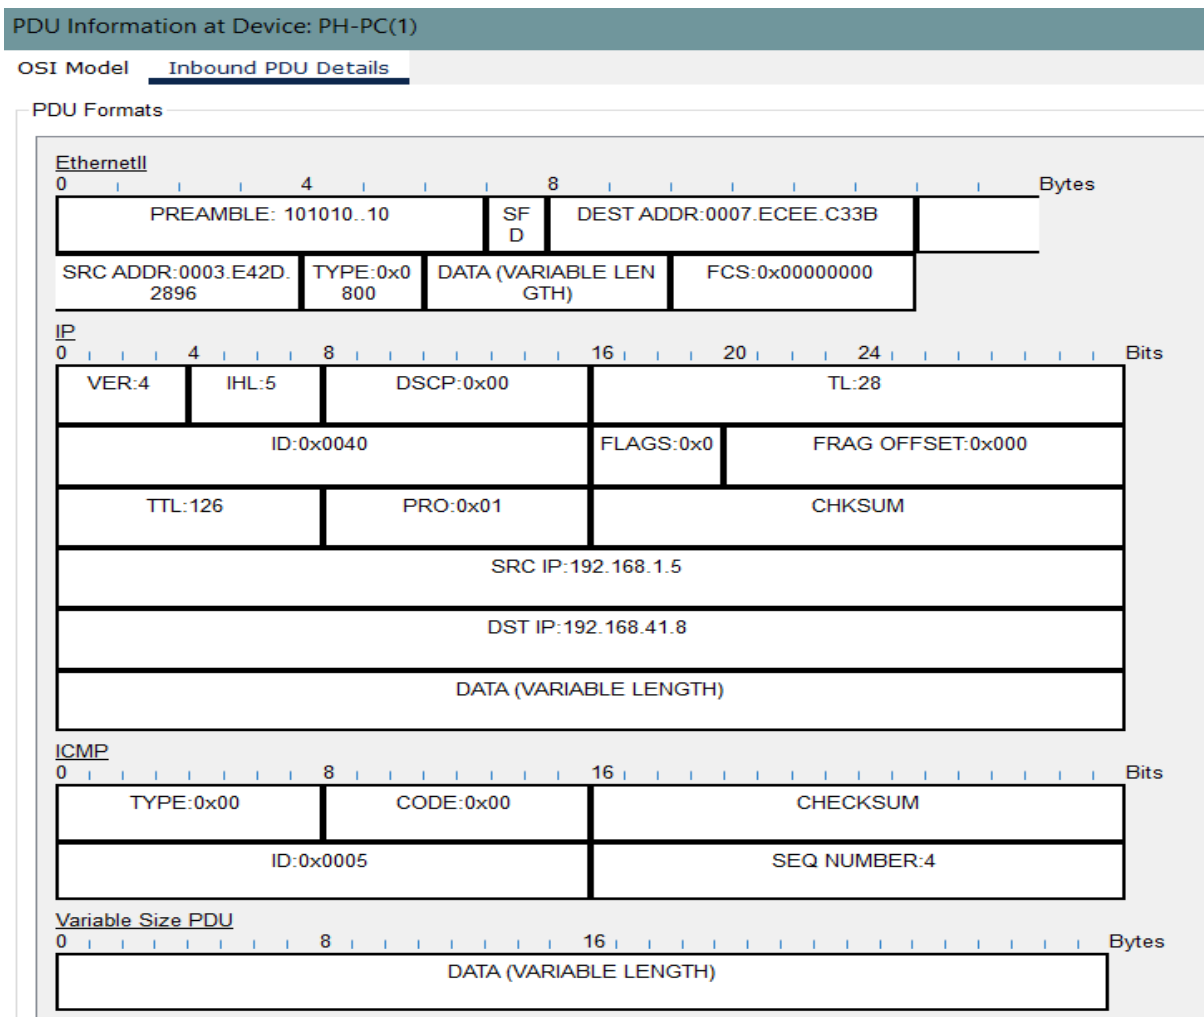 PDU Information at Device: PH-PC(1)
OSI Model Inbound PDU Details
PDU Formats
EthernetII
0 4 8 Bytes
PREAMBLE: 101010..10 SF DEST ADDR:0007.ECEE.C33B
D
SRC ADDR:0003.E42D. TYPE:0x0 DATA (VARIABLE LEN FCS:0x00000000
2896 800 GTH)
IP
0 4 8 16 20 24 Bits
VER:4 IHL:5 DSCP:0x00 TL:28
ID:0x0040 FLAGS:0x0 FRAG OFFSET:0x000
TTL:126 PRO:0x01 CHKSUM
SRC IP:192.168.1.5
DST IP:192.168.41.8
DATA (VARIABLE LENGTH)
ICMP
0 8 16 Bits
TYPE:0x00 CODE:0x00 CHECKSUM
ID:0x0005 SEQ NUMBER:4
Variable Size PDU
0 8 16 Bytes
DATA (VARIABLE LENGTH)